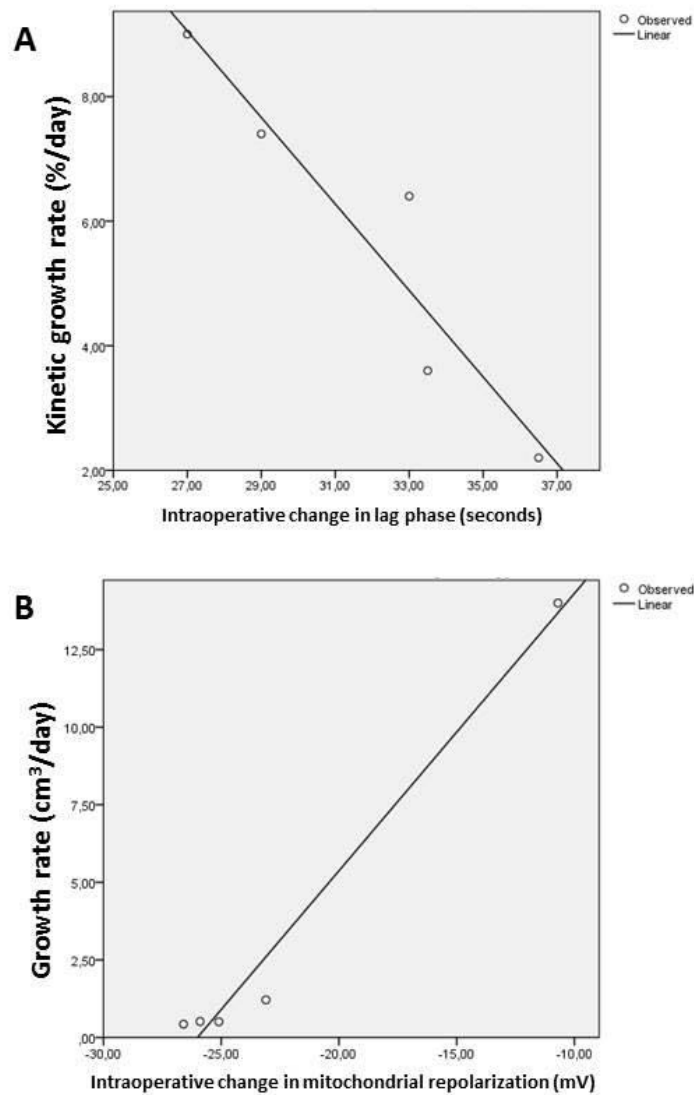 A
Kinetic growth rate (%/day)
8,00
6,00
4,00
2,00
25,00 27,00 29,00 31,00 33,00 35,00 37,00
Intraoperative change in lag phase (seconds)
Observed
Linear
B
Growth rate (cm³/day)
12,50
10,00
7,50
5,00
2,50
,00
-30,00 -25,00 -20,00 -15,00 -10,00
Intraoperative change in mitochondrial repolarization (mV)
Observed
Linear